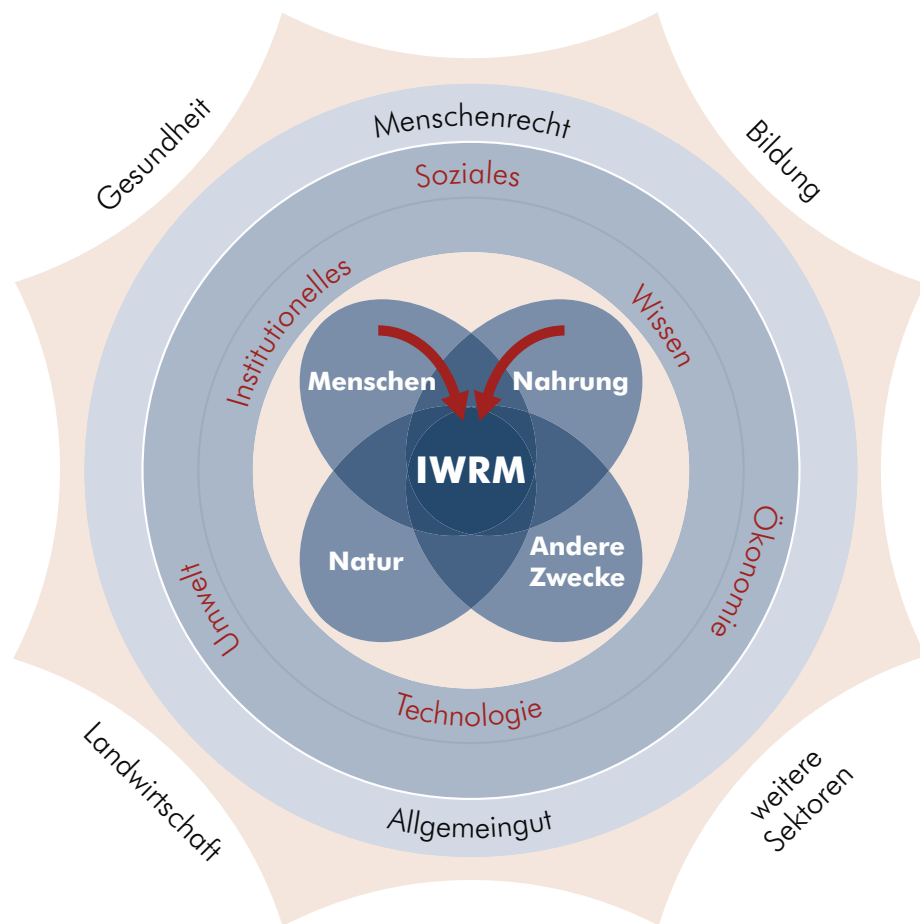 Gesundheit
Menschenrecht
Bildung
Soziales
Institutionelles
Wissen
Menschen
Nahrung
IWRM
Natur
Andere
Zwecke
Umwelt
Ökonomie
Technologie
Landwirtschaft
Allgemeingut
weitere
Sektoren